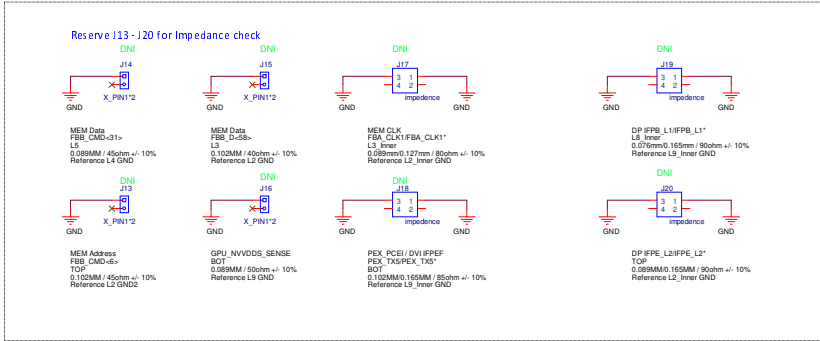 Reserve J13 - J20 for Impedance check
DNI
J14
X_PIN1*2
GND
MEM Data
FBB_CMD<31>
L5
0.089MM / 45ohm +/- 10%
Reference L4 GND
DNI
J15
X_PIN1*2
GND
MEM Data
FBB_D<58>
L3
0.102MM / 40ohm +/- 10%
Reference L2 GND
DNI
J17
3 1
4 2
impedence
GND
GND
MEM CLK
FBA_CLK1/FBA_CLK1*
L3_Inner
0.089mm/0.127mm / 80ohm +/- 10%
Reference L2_Inner GND
DNI
J19
3 1
4 2
impedence
GND
GND
DP IFPB_L1/IFPB_L1*
L8_Inner
0.076mm/0.165mm / 90ohm +/- 10%
Reference L9_Inner GND
DNI
J13
X_PIN1*2
GND
MEM Address
FBB_CMD<6>
TOP
0.102MM / 45ohm +/- 10%
Reference L2 GND2
DNI
J16
X_PIN1*2
GND
GPU_NVVDDS_SENSE
BOT
0.089MM / 50ohm +/- 10%
Reference L9 GND
DNI
J18
3 1
4 2
impedence
GND
GND
PEX_PCEI / DVI IFPEF
PEX_TX5/PEX_TX5*
BOT
0.102MM/0.165MM / 85ohm +/- 10%
Reference L9_Inner GND
DNI
J20
3 1
4 2
impedence
GND
GND
DP IFPE_L2/IFPE_L2*
TOP
0.089MM/0.165MM / 90ohm +/- 10%
Reference L2_Inner GND